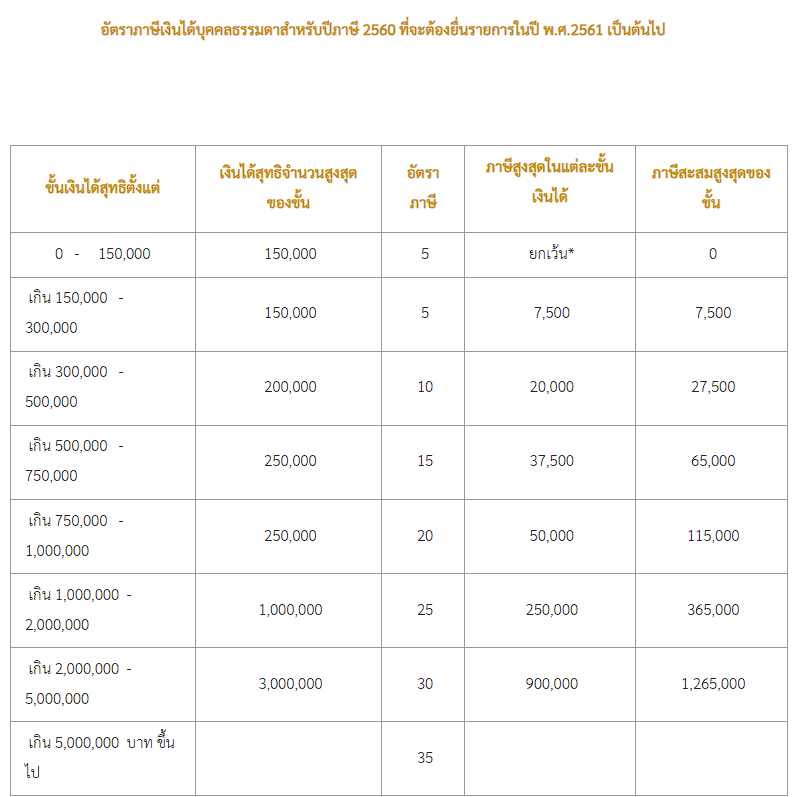 อัตราภาษีเงินได้บุคคลธรรมดาสำหรับปีภาษี 2560 ที่จะต้องยื่นรายการในปี พ.ศ.2561 เป็นต้นไป
ขั้นเงินได้สุทธิตั้งแต่
เงินได้สุทธิจำนวนสูงสุด
ของขั้น
อัตรา
ภาษี
ภาษีสูงสุดในแต่ละขั้น
เงินได้
ภาษีสะสมสูงสุดของ
ขั้น
0 - 150,000
150,000
5
ยกเว้น*
0
เกิน 150,000 -
300,000
150,000
5
7,500
7,500
เกิน 300,000 -
500,000
200,000
10
20,000
27,500
เกิน 500,000 -
750,000
250,000
15
37,500
65,000
เกิน 750,000 -
1,000,000
250,000
20
50,000
115,000
เกิน 1,000,000 -
2,000,000
1,000,000
25
250,000
365,000
เกิน 2,000,000 -
5,000,000
3,000,000
30
900,000
1,265,000
เกิน 5,000,000 บาท ขึ้น
ไป
35